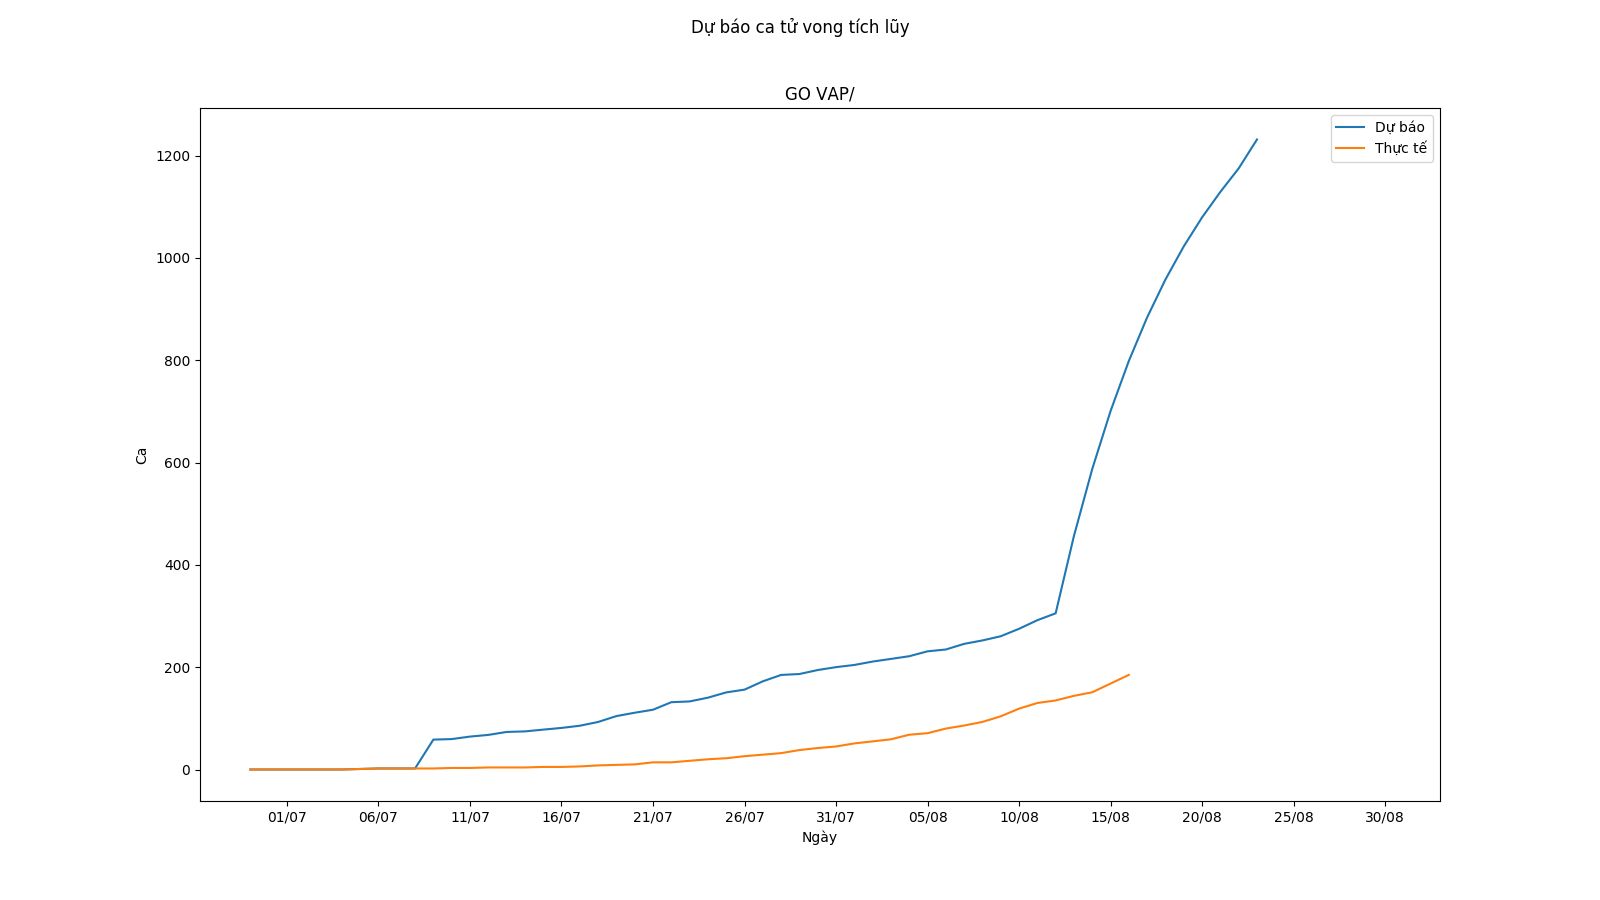 Dự báo ca tử vong tích lũy
GO VAP/
Dự báo
Thực tế
1200
1000
800
600
400
200
0
Ca
01/07 06/07 11/07 16/07 21/07 26/07 31/07 05/08 10/08 15/08 20/08 25/08 30/08
Ngày